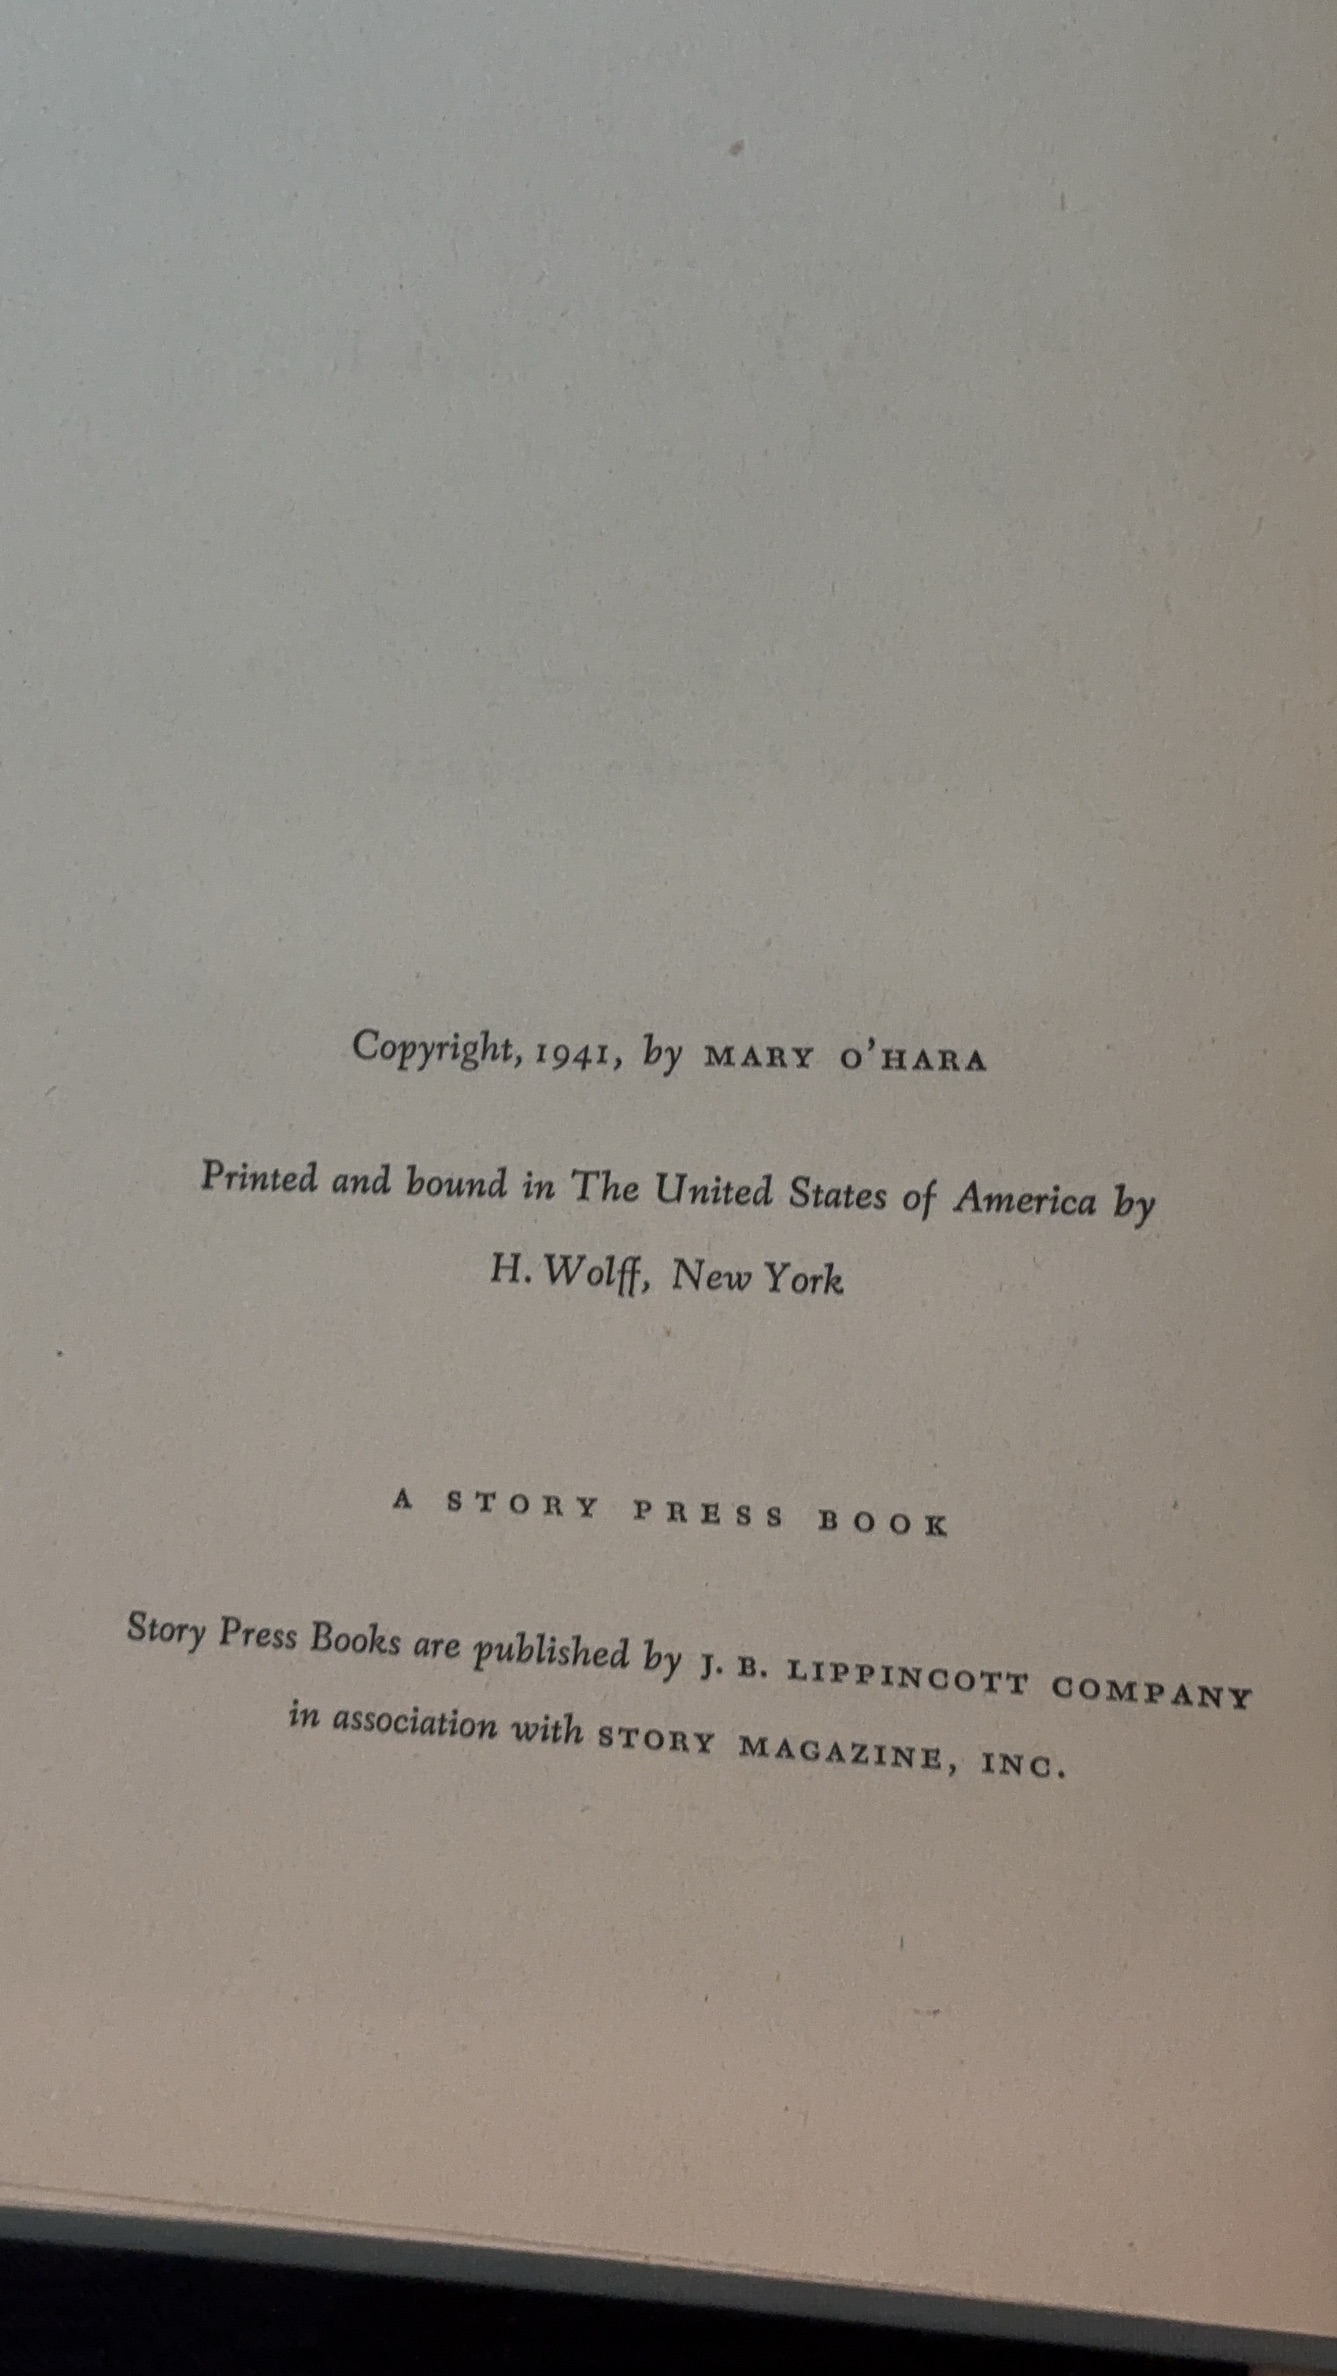 Copyright, 1941, by MARY O'HARA
Printed and bound in The United States of America by
H. Wolff, New York
A STORY PRESS BOOK
Story Press Books are published by J. B. LIPPINCOTT COMPANY
in association with STORY MAGAZINE, INC.